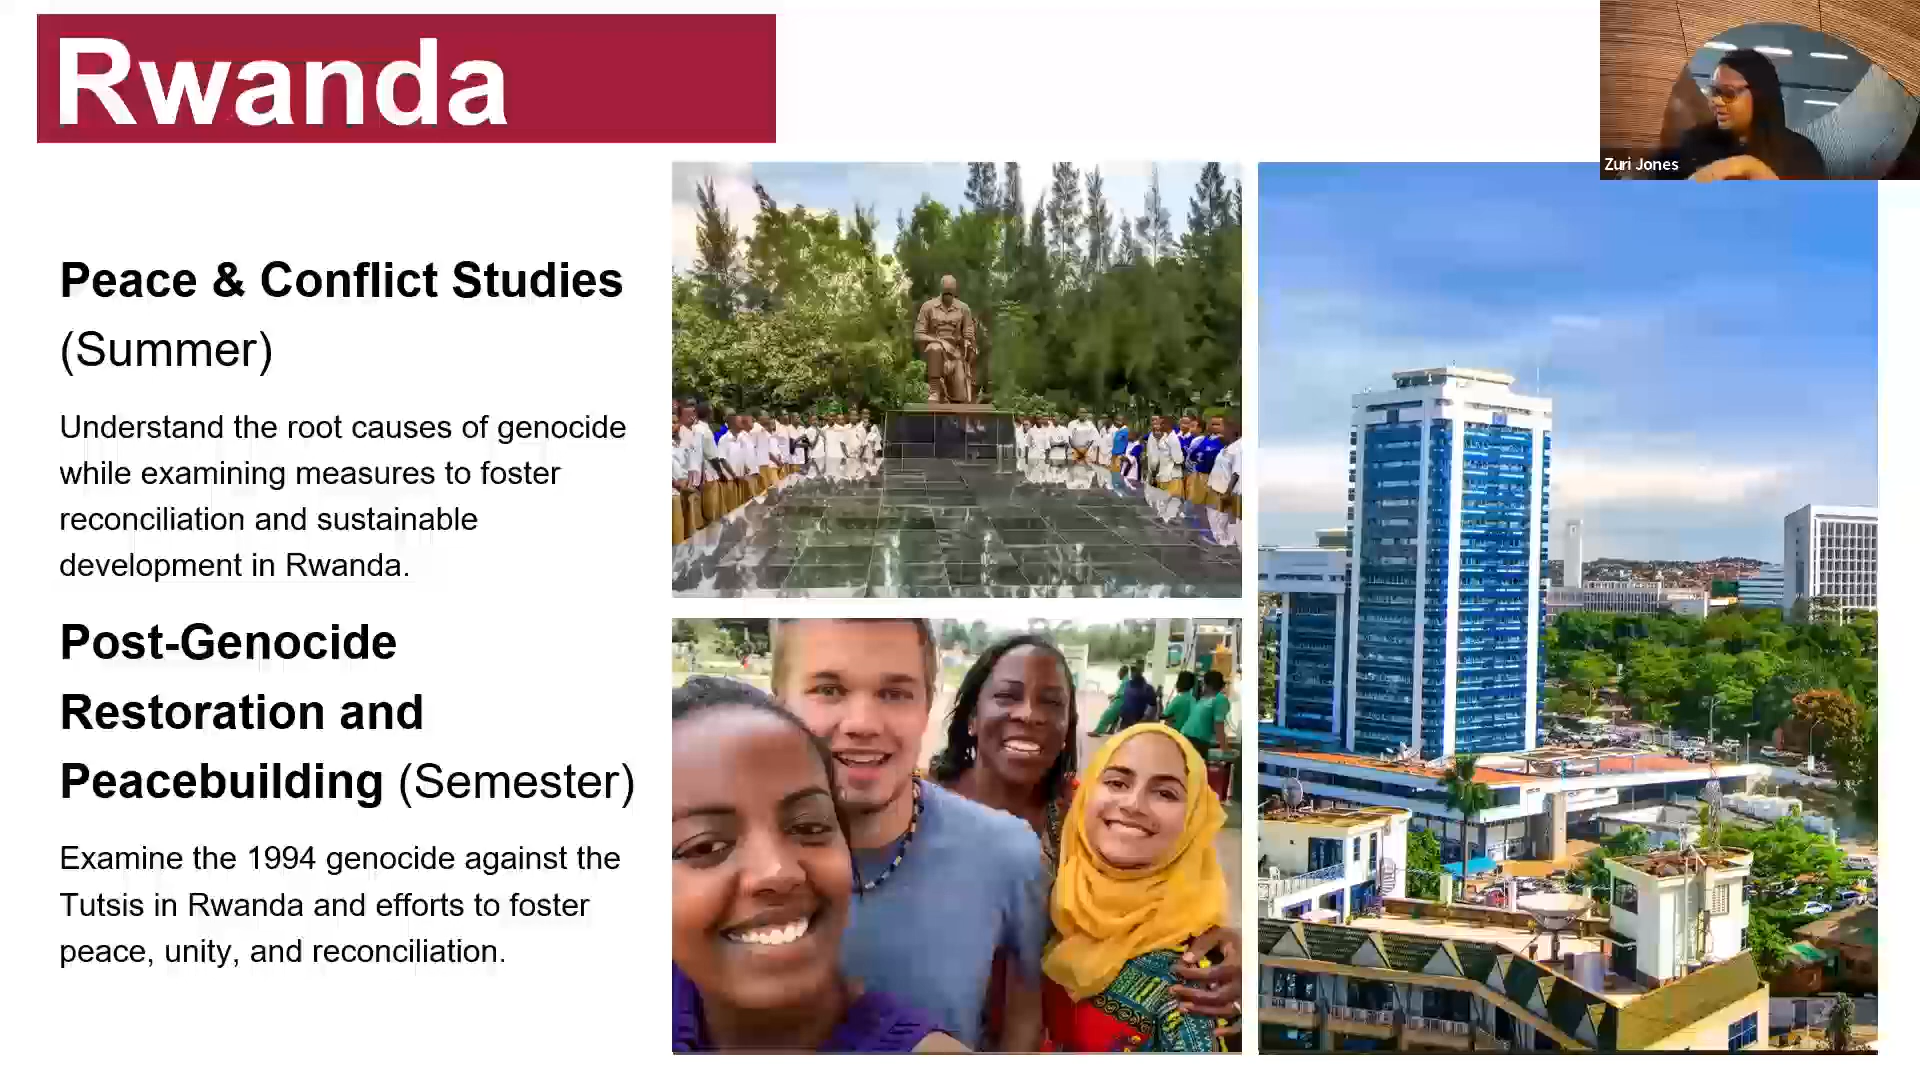 Rwanda
Zuri Jones
Peace & Conflict Studies
(Summer)
Understand the root causes of genocide
while examining measures to foster
reconciliation and sustainable
development in Rwanda.
Post-Genocide
Restoration and
Peacebuilding (Semester)
Examine the 1994 genocide against the
Tutsis in Rwanda and efforts to foster
peace, unity, and reconciliation.